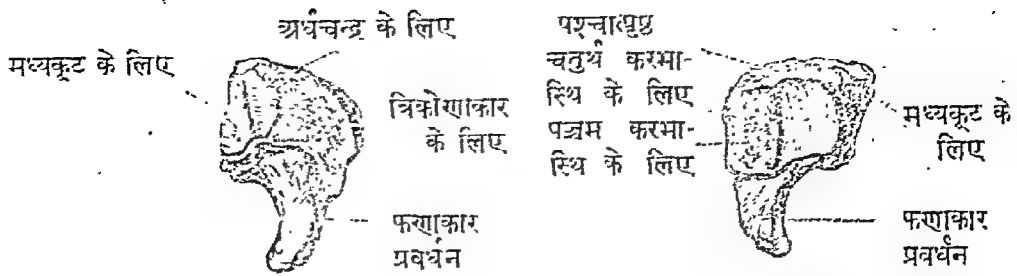 अर्धचन्द्र के लिए
मध्यकूट के लिए
त्रिकोणाकार
के लिए
फणाकार
प्रवर्धन
पश्चात्पृष्ठ
चतुर्थ करभा-
स्थि के लिए
पञ्चम करभा-
स्थि के लिए
मध्यकूट के
लिए
फणाकार
प्रवर्धन